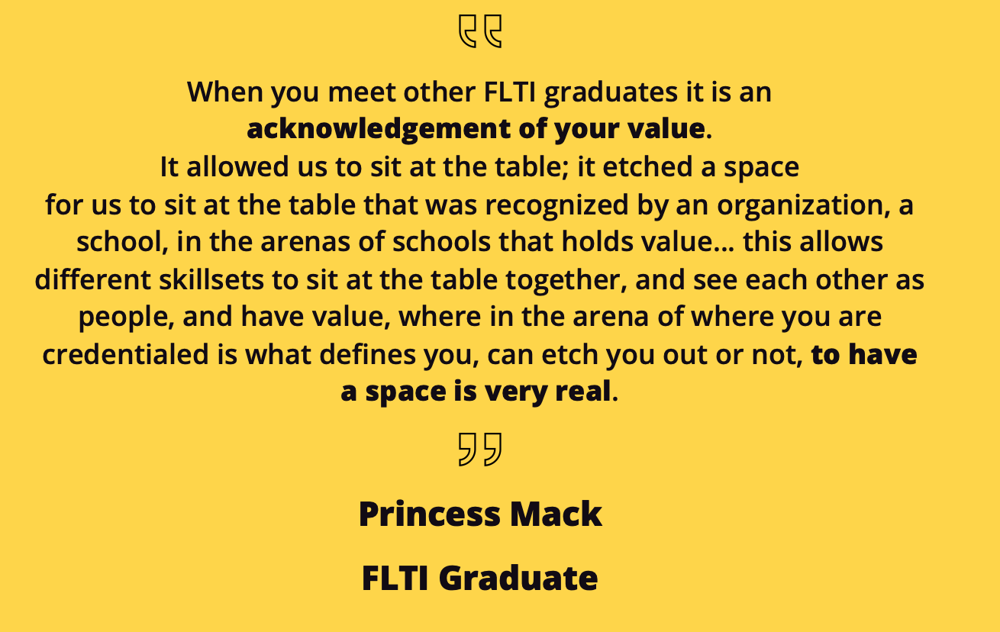 When you meet other FLTI graduates it is an
acknowledgement of your value.
It allowed us to sit at the table; it etched a space
for us to sit at the table that was recognized by an organization, a
school, in the arenas of schools that holds value... this allows
different skillsets to sit at the table together, and see each other as
people, and have value, where in the arena of where you are
credentialed is what defines you, can etch you out or not, to have
a space is very real.
Princess Mack
FLTI Graduate